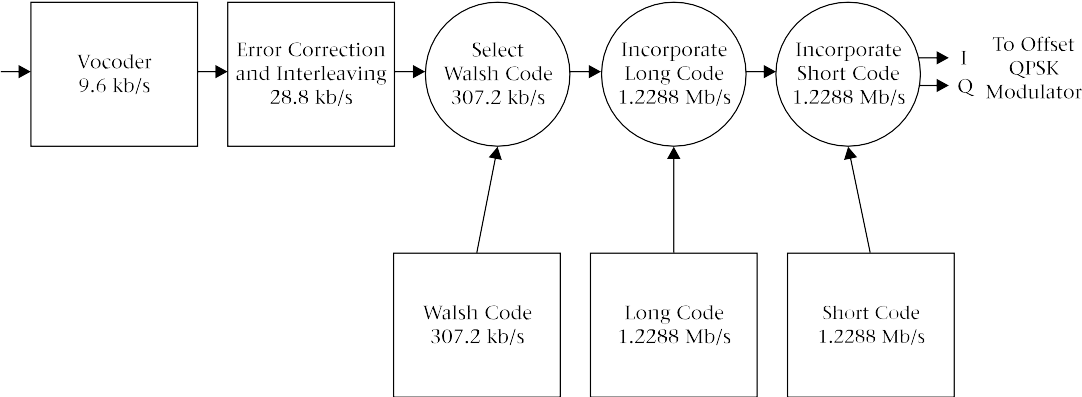 Vocoder
9.6 kb/s
Error Correction
and Interleaving
28.8 kb/s
Select
Walsh Code
307.2 kb/s
Incorporate
Long Code
1.2288 Mb/s
Incorporate
Short Code
1.2288 Mb/s
I
Q
To Offset
QPSK
Modulator
Walsh Code
307.2 kb/s
Long Code
1.2288 Mb/s
Short Code
1.2288 Mb/s